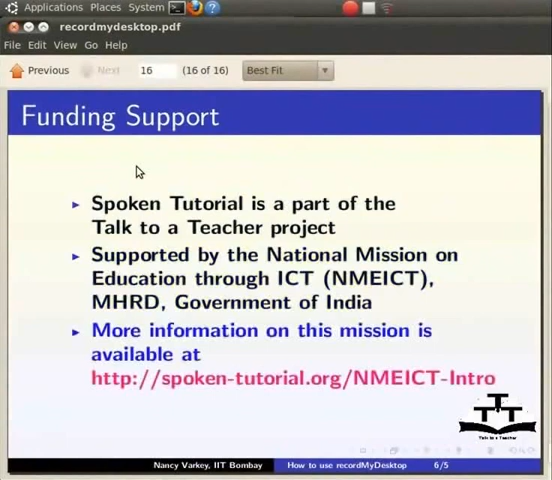 Applications Places System
recordmydesktop.pdf
File Edit View Go Help
Previous Next 16 (16 of 16) Best Fit
Funding Support
Spoken Tutorial is a part of the
Talk to a Teacher project
Supported by the National Mission on
Education through ICT (NMEICT),
MHRD, Government of India
More information on this mission is
available at
http://spoken-tutorial.org/NMEICT-Intro
Talk to a Teacher
Nancy Varkey, IIT Bombay How to use recordMyDesktop 6/5